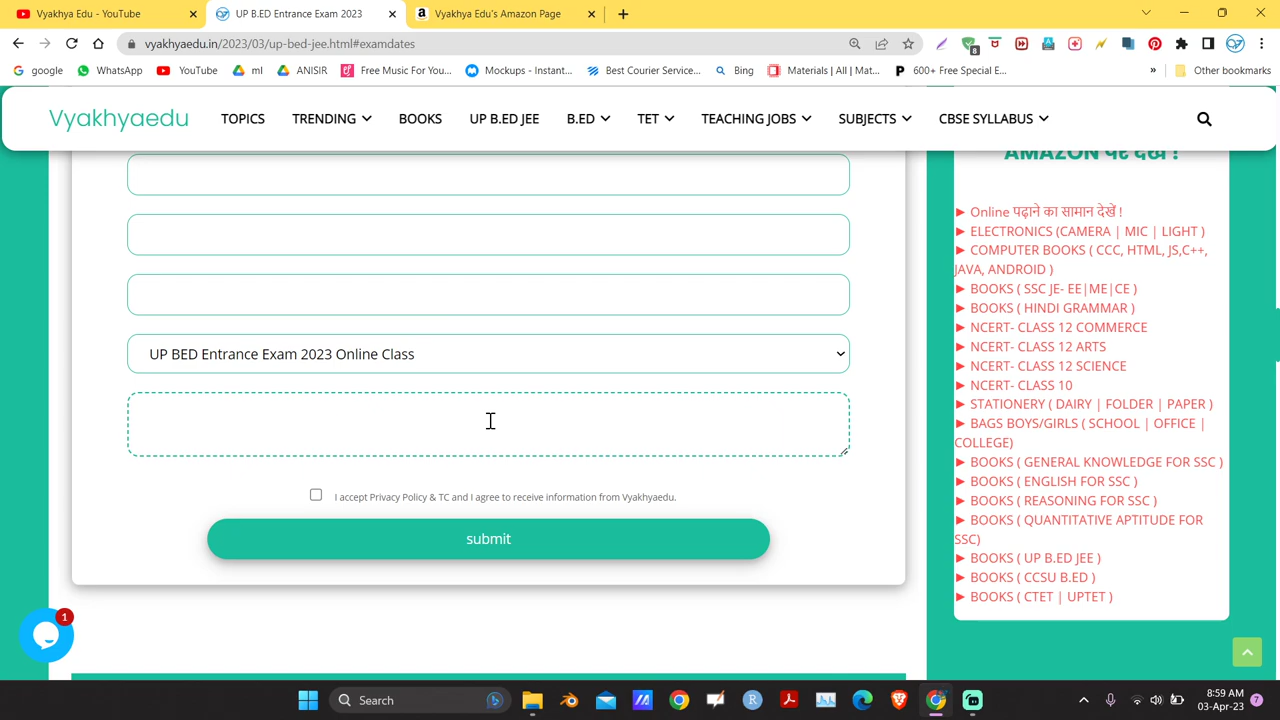 Vyakhya Edu - YouTube
UP B.ED Entrance Exam 2023
Vyakhya Edu's Amazon Page
vyakhyaedu.in/2023/03/up-bed-jee.html#examdates
8
google
WhatsApp
YouTube
ml
ANISIR
Free Music For You...
Mockups - Instant...
Best Courier Service...
Bing
Materials | All | Mat...
600+ Free Special E...
»
Other bookmarks
Vyakhyaedu
TOPICS
TRENDING
BOOKS
UP B.ED JEE
B.ED
TET
TEACHING JOBS
SUBJECTS
CBSE SYLLABUS
AMAZON पर देखें !
► Online पढ़ाने का सामान देखें !
► ELECTRONICS (CAMERA | MIC | LIGHT )
► COMPUTER BOOKS ( CCC, HTML, JS,C++,
JAVA, ANDROID )
► BOOKS ( SSC JE- EE|ME|CE )
► BOOKS ( HINDI GRAMMAR )
► NCERT- CLASS 12 COMMERCE
► NCERT- CLASS 12 ARTS
► NCERT- CLASS 12 SCIENCE
► NCERT- CLASS 10
► STATIONERY ( DAIRY | FOLDER | PAPER )
► BAGS BOYS/GIRLS ( SCHOOL | OFFICE |
COLLEGE)
► BOOKS ( GENERAL KNOWLEDGE FOR SSC )
► BOOKS ( ENGLISH FOR SSC )
► BOOKS ( REASONING FOR SSC )
► BOOKS ( QUANTITATIVE APTITUDE FOR
SSC)
► BOOKS ( UP B.ED JEE )
► BOOKS ( CCSU B.ED )
► BOOKS ( CTET | UPTET )
UP BED Entrance Exam 2023 Online Class
I accept Privacy Policy & TC and I agree to receive information from Vyakhyaedu.
submit
1
Search
8:59 AM
03-Apr-23
7